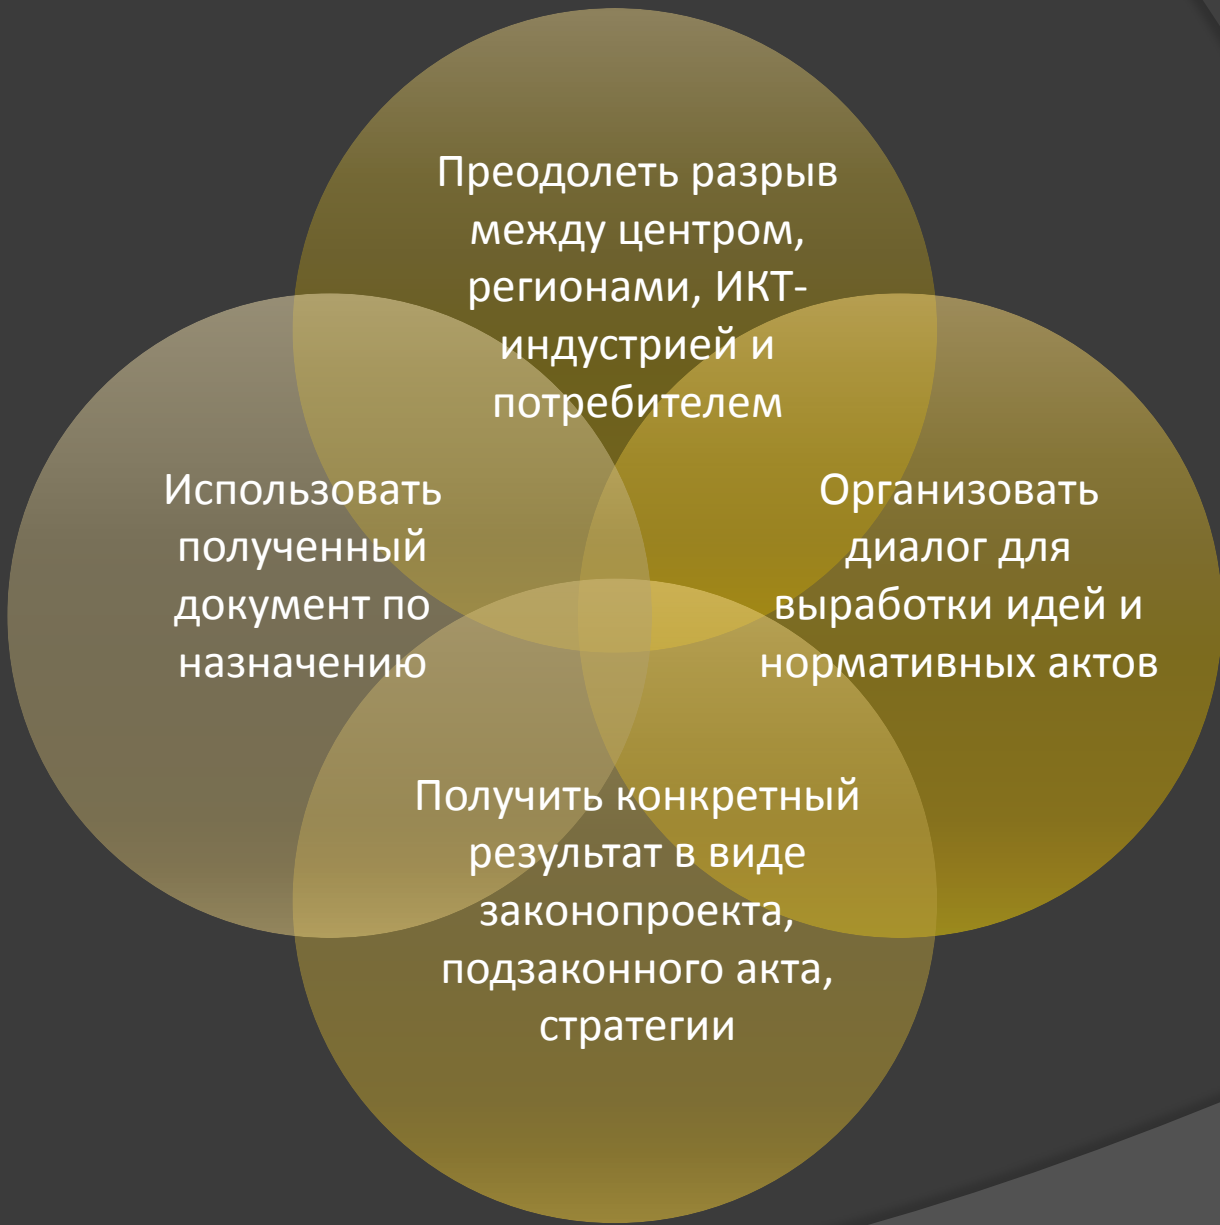 Преодолеть разрыв
между центром,
регионами, ИКТ-
индустрией и
потребителем
Использовать
полученный
документ по
назначению
Организовать
диалог для
выработки идей и
нормативных актов
Получить конкретный
результат в виде
законопроекта,
подзаконного акта,
стратегии